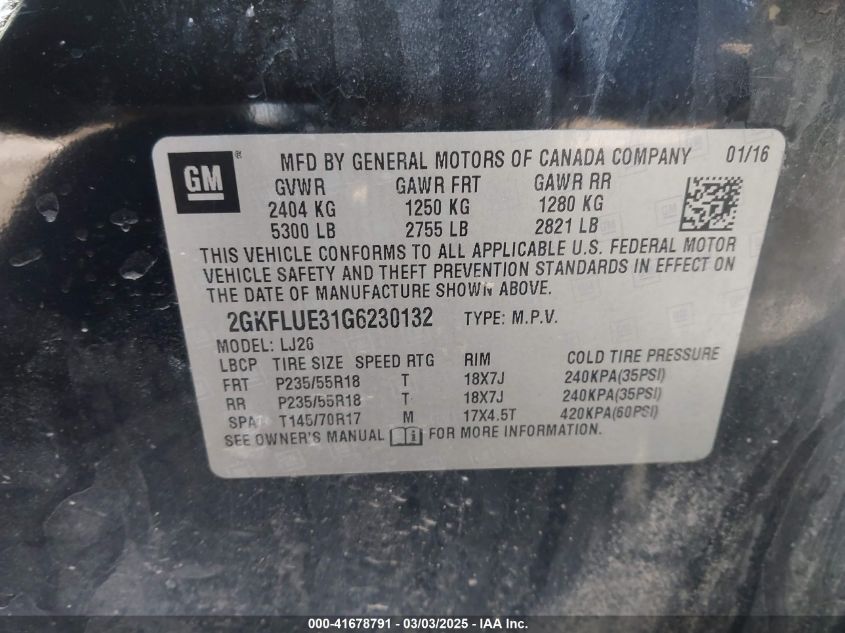 GM ® MFD BY GENERAL MOTORS OF CANADA COMPANY 01/16
GVWR GAWR FRT GAWR RR
2404 KG 1250 KG 1280 KG
5300 LB 2755 LB 2821 LB
THIS VEHICLE CONFORMS TO ALL APPLICABLE U.S. FEDERAL MOTOR
VEHICLE SAFETY AND THEFT PREVENTION STANDARDS IN EFFECT ON
THE DATE OF MANUFACTURE SHOWN ABOVE.
2GKFLUE31G6230132 TYPE: M.P.V.
MODEL: LJ26
LBCP TIRE SIZE SPEED RTG RIM COLD TIRE PRESSURE
FRT P235/55R18 T 18X7J 240KPA(35PSI)
RR P235/55R18 T 18X7J 240KPA(35PSI)
SPA T145/70R17 M 17X4.5T 420KPA(60PSI)
SEE OWNER'S MANUAL i FOR MORE INFORMATION.
000-41678791 - 03/03/2025 - IAA Inc.